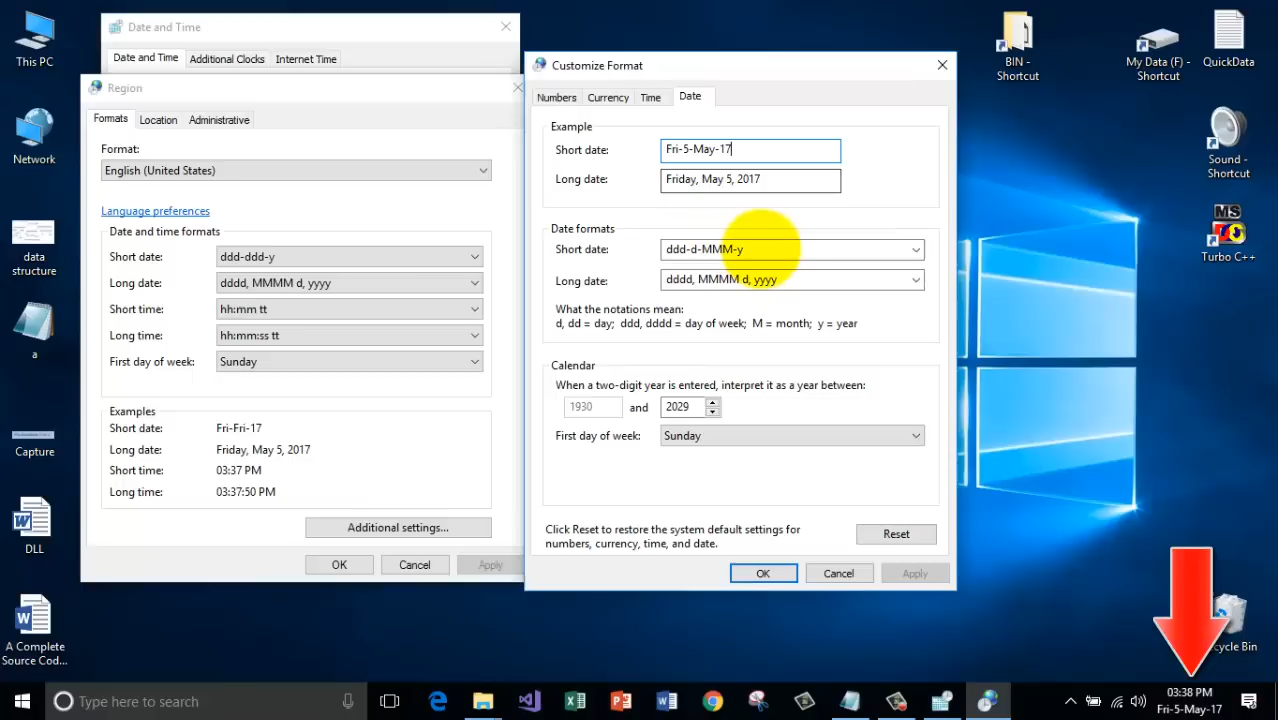 This PC
Network
data
structure
a
Capture
DLL
A Complete
Source Cod...
Date and Time
Date and Time
Additional Clocks
Internet Time
Region
Formats
Location
Administrative
Format:
English (United States)
Language preferences
Date and time formats
Short date:
ddd-ddd-y
Long date:
dddd, MMMM d, yyyy
Short time:
hh:mm tt
Long time:
hh:mm:ss tt
First day of week:
Sunday
Examples
Short date:
Fri-Fri-17
Long date:
Friday, May 5, 2017
Short time:
03:37 PM
Long time:
03:37:50 PM
Additional settings...
OK
Cancel
Apply
Customize Format
Numbers
Currency
Time
Date
Example
Short date:
Fri-5-May-17
Long date:
Friday, May 5, 2017
Date formats
Short date:
ddd-d-MMM-y
Long date:
dddd, MMMM d, yyyy
What the notations mean:
d, dd = day;  ddd, dddd = day of week;  M = month;  y = year
Calendar
When a two-digit year is entered, interpret it as a year between:
1930
and
2029
First day of week:
Sunday
Click Reset to restore the system default settings for
numbers, currency, time, and date.
Reset
OK
Cancel
Apply
BIN -
Shortcut
My Data (F) -
Shortcut
QuickData
Sound -
Shortcut
MS
Turbo C++
cycle Bin
Type here to search
03:38 PM
Fri-5-May-17